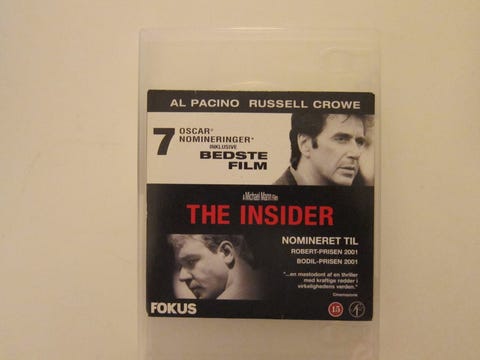 AL PACINO RUSSELL CROWE
7 OSCAR®
NOMINERINGER*
INKLUSIVE
BEDSTE
FILM
A Michael Mann Film
THE INSIDER
NOMINERET TIL
ROBERT-PRISEN 2001
BODIL-PRISEN 2001
"...en mastodont af en thriller
med kraftige rødder i
virkelighedens verden."
Cinemazone
FOKUS
15